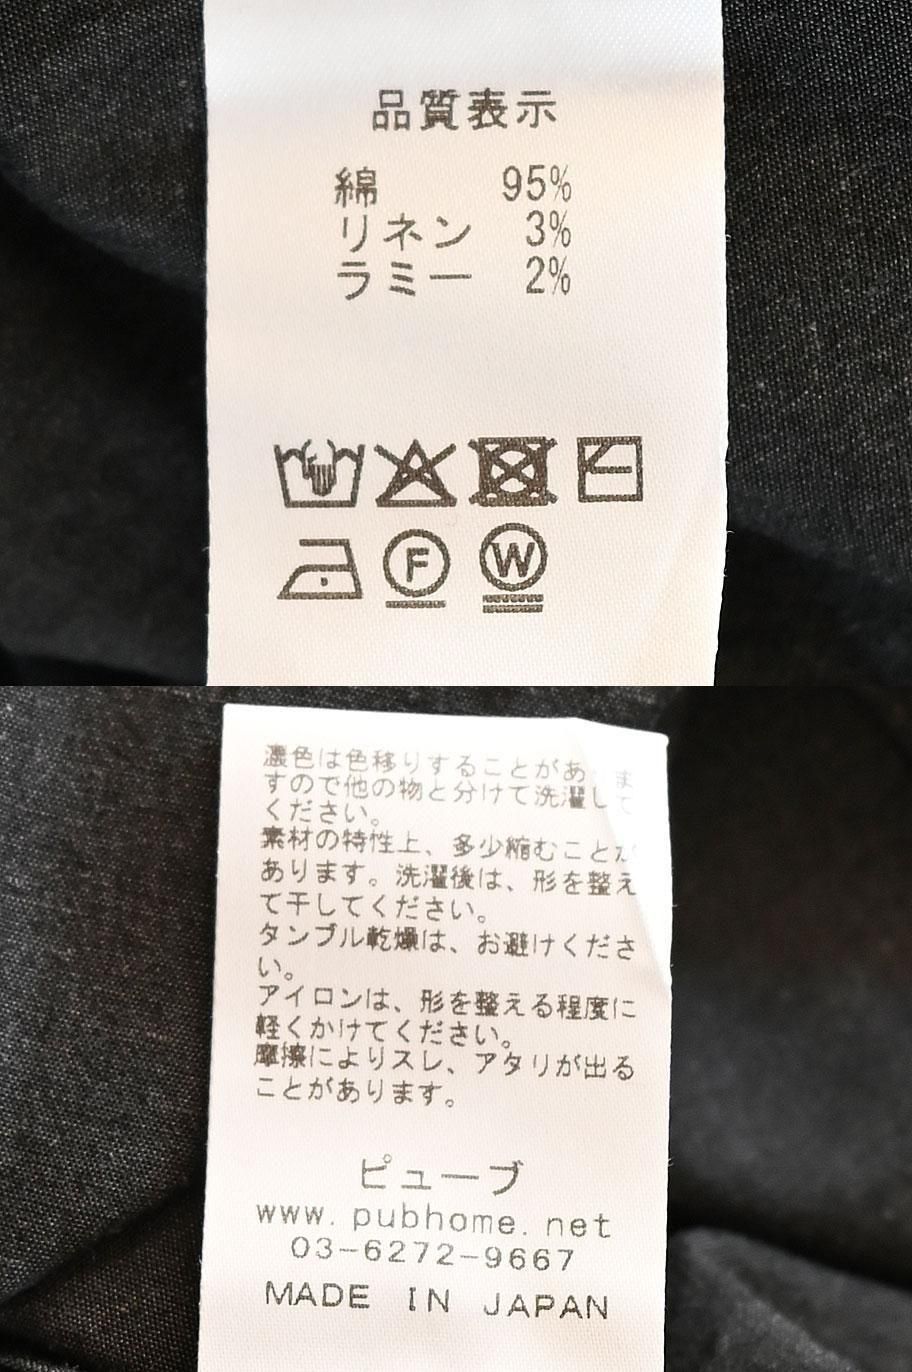 品質表示
綿 95%
リネン 3%
ラミー 2%
F W
濃色は色移りすることがあ ま
すので他の物と分けて洗濯して
ください。
素材の特性上、多少縮むことが
あります。洗濯後は、形を整え
て干してください。
タンブル乾燥は、お避けくださ
い。
アイロンは、形を整える程度に
軽くかけてください。
摩擦によりスレ、アタリが出る
ことがあります。
ピューブ
www.pubhome.net
03-6272-9667
MADE IN JAPAN